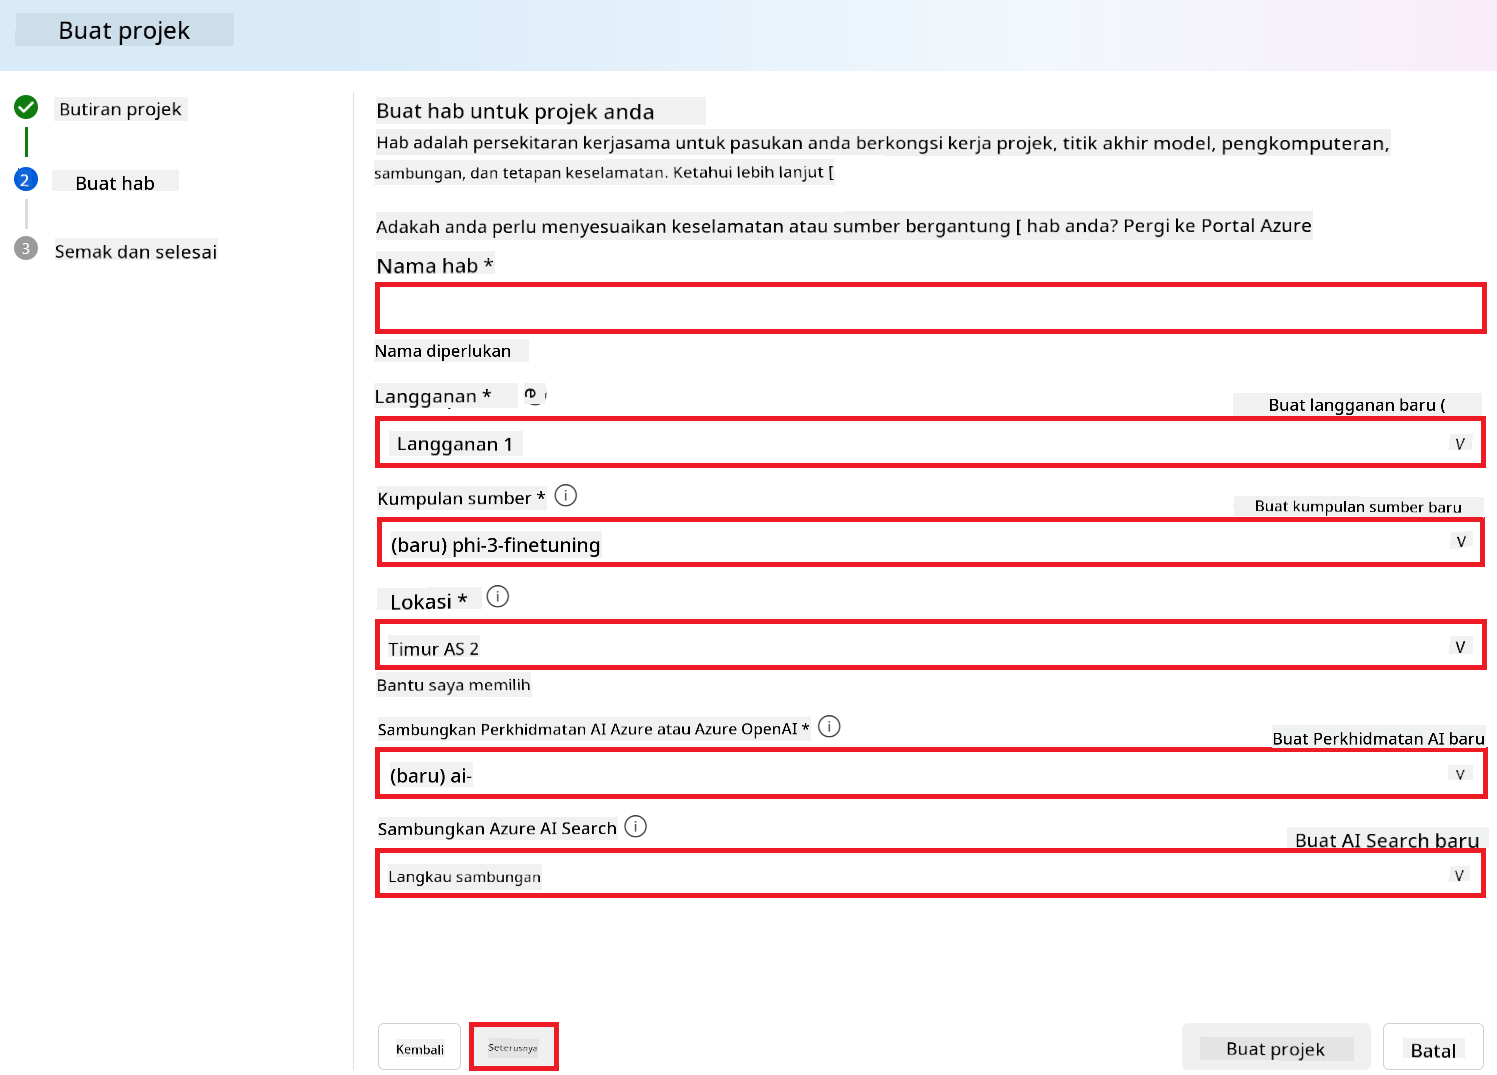 Buat projek
Butiran projek
2
Buat hab
3
Semak dan selesai
Buat hab untuk projek anda
Hab adalah persekitaran kerjasama untuk pasukan anda berkongsi kerja projek, titik akhir model, pengkomputeran,
sambungan, dan tetapan keselamatan. Ketahui lebih lanjut [
Adakah anda perlu menyesuaikan keselamatan atau sumber bergantung [ hab anda? Pergi ke Portal Azure
Nama hab *
Nama diperlukan
Langganan *
Buat langganan baru (
Langganan 1
V
Kumpulan sumber *
Buat kumpulan sumber baru
(baru) phi-3-finetuning
V
Lokasi *
Timur AS 2
V
Bantu saya memilih
Sambungkan Perkhidmatan AI Azure atau Azure OpenAI *
Buat Perkhidmatan AI baru
(baru) ai-
V
Sambungkan Azure AI Search
Buat AI Search baru
Langkau sambungan
V
Kembali
Seterusnya
Buat projek
Batal